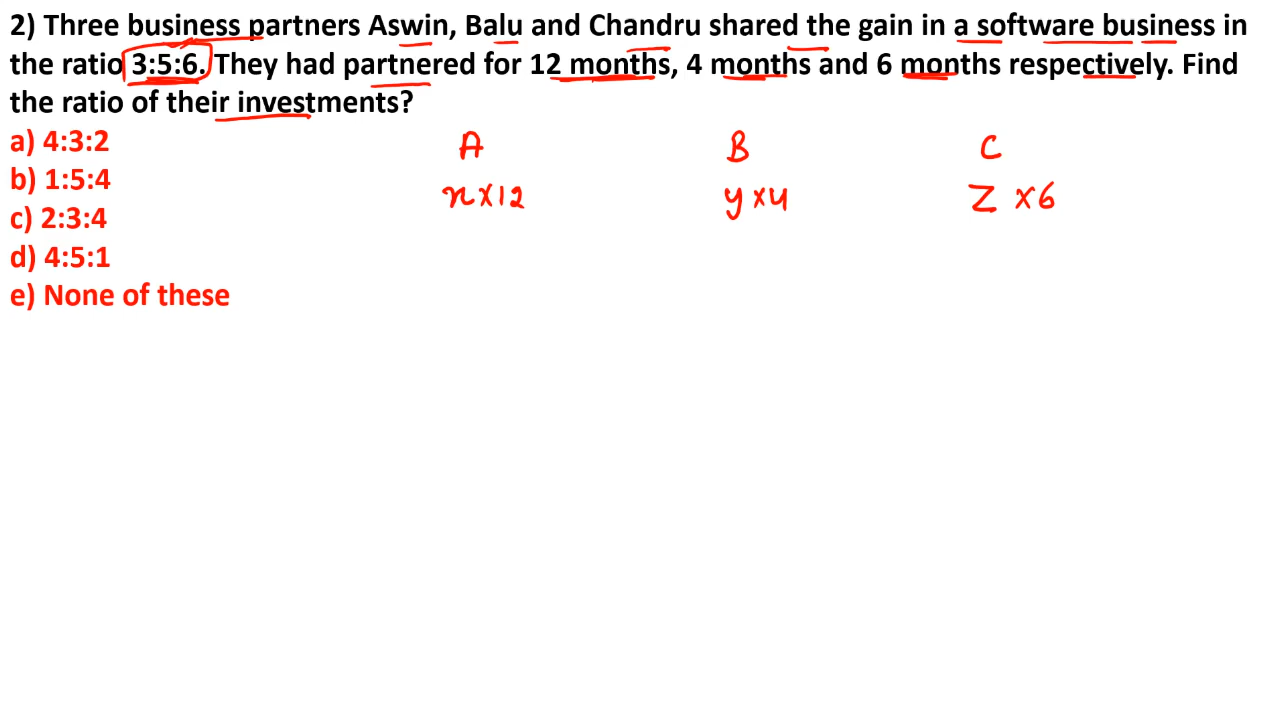 2) Three business partners Aswin, Balu and Chandru shared the gain in a software business in
the ratio 3:5:6. They had partnered for 12 months, 4 months and 6 months respectively. Find
the ratio of their investments?
a) 4:3:2
b) 1:5:4
c) 2:3:4
d) 4:5:1
e) None of these
A B C
x×12 y×4 Z×6